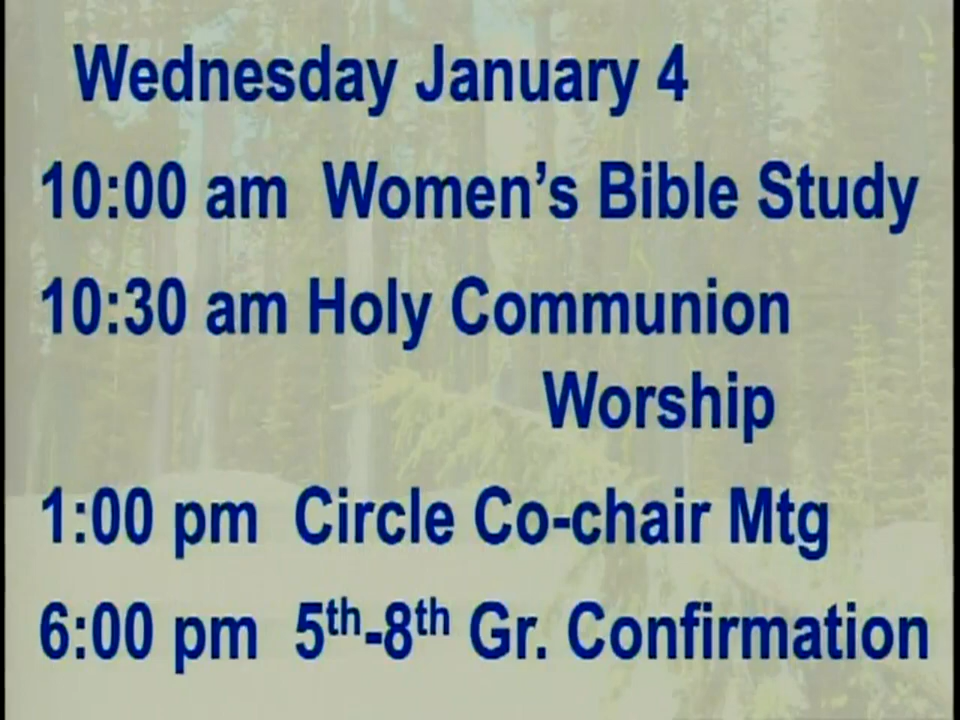 Wednesday January 4
10:00 am Women's Bible Study
10:30 am Holy Communion
Worship
1:00 pm Circle Co-chair Mtg
6:00 pm 5th-8th Gr. Confirmation